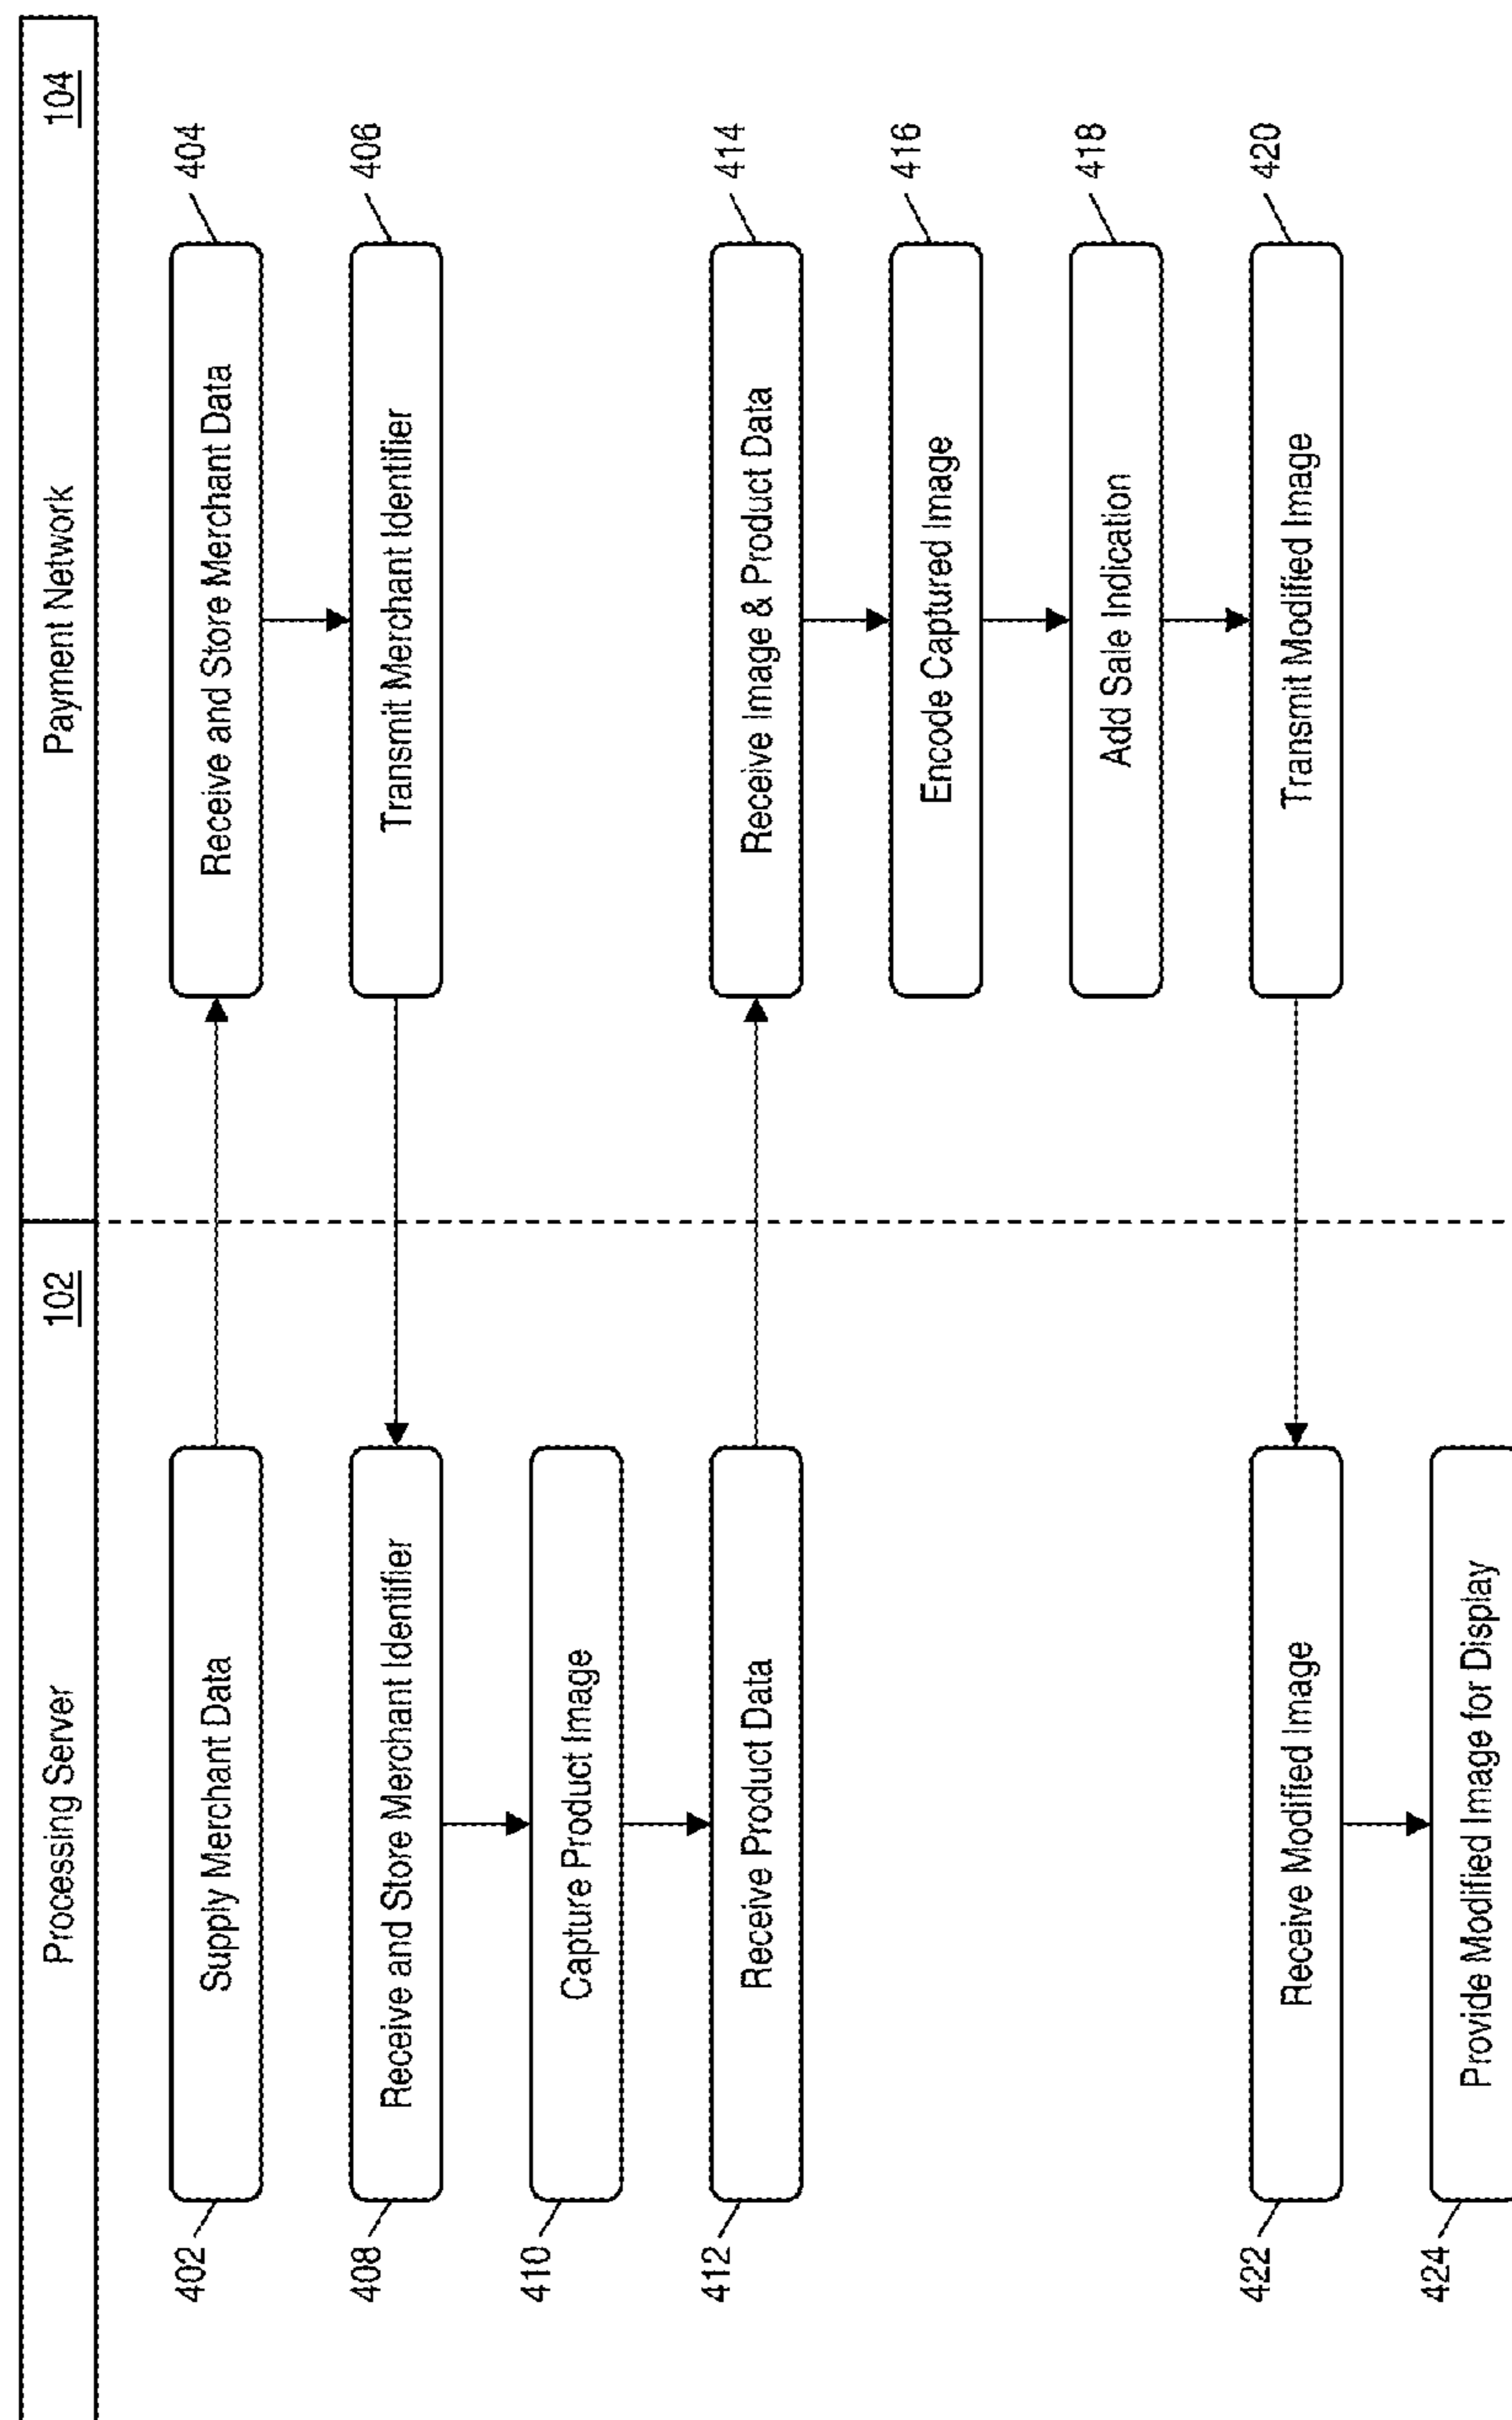 Processing Server
102
Payment Network
104
402
Supply Merchant Data
Receive and Store Merchant Data
404
408
Receive and Store Merchant Identifier
Transmit Merchant Identifier
406
410
Capture Product Image
412
Receive Product Data
Receive Image & Product Data
414
Encode Captured Image
416
Add Sale Indication
418
422
Receive Modified Image
Transmit Modified Image
420
424
Provide Modified Image for Display